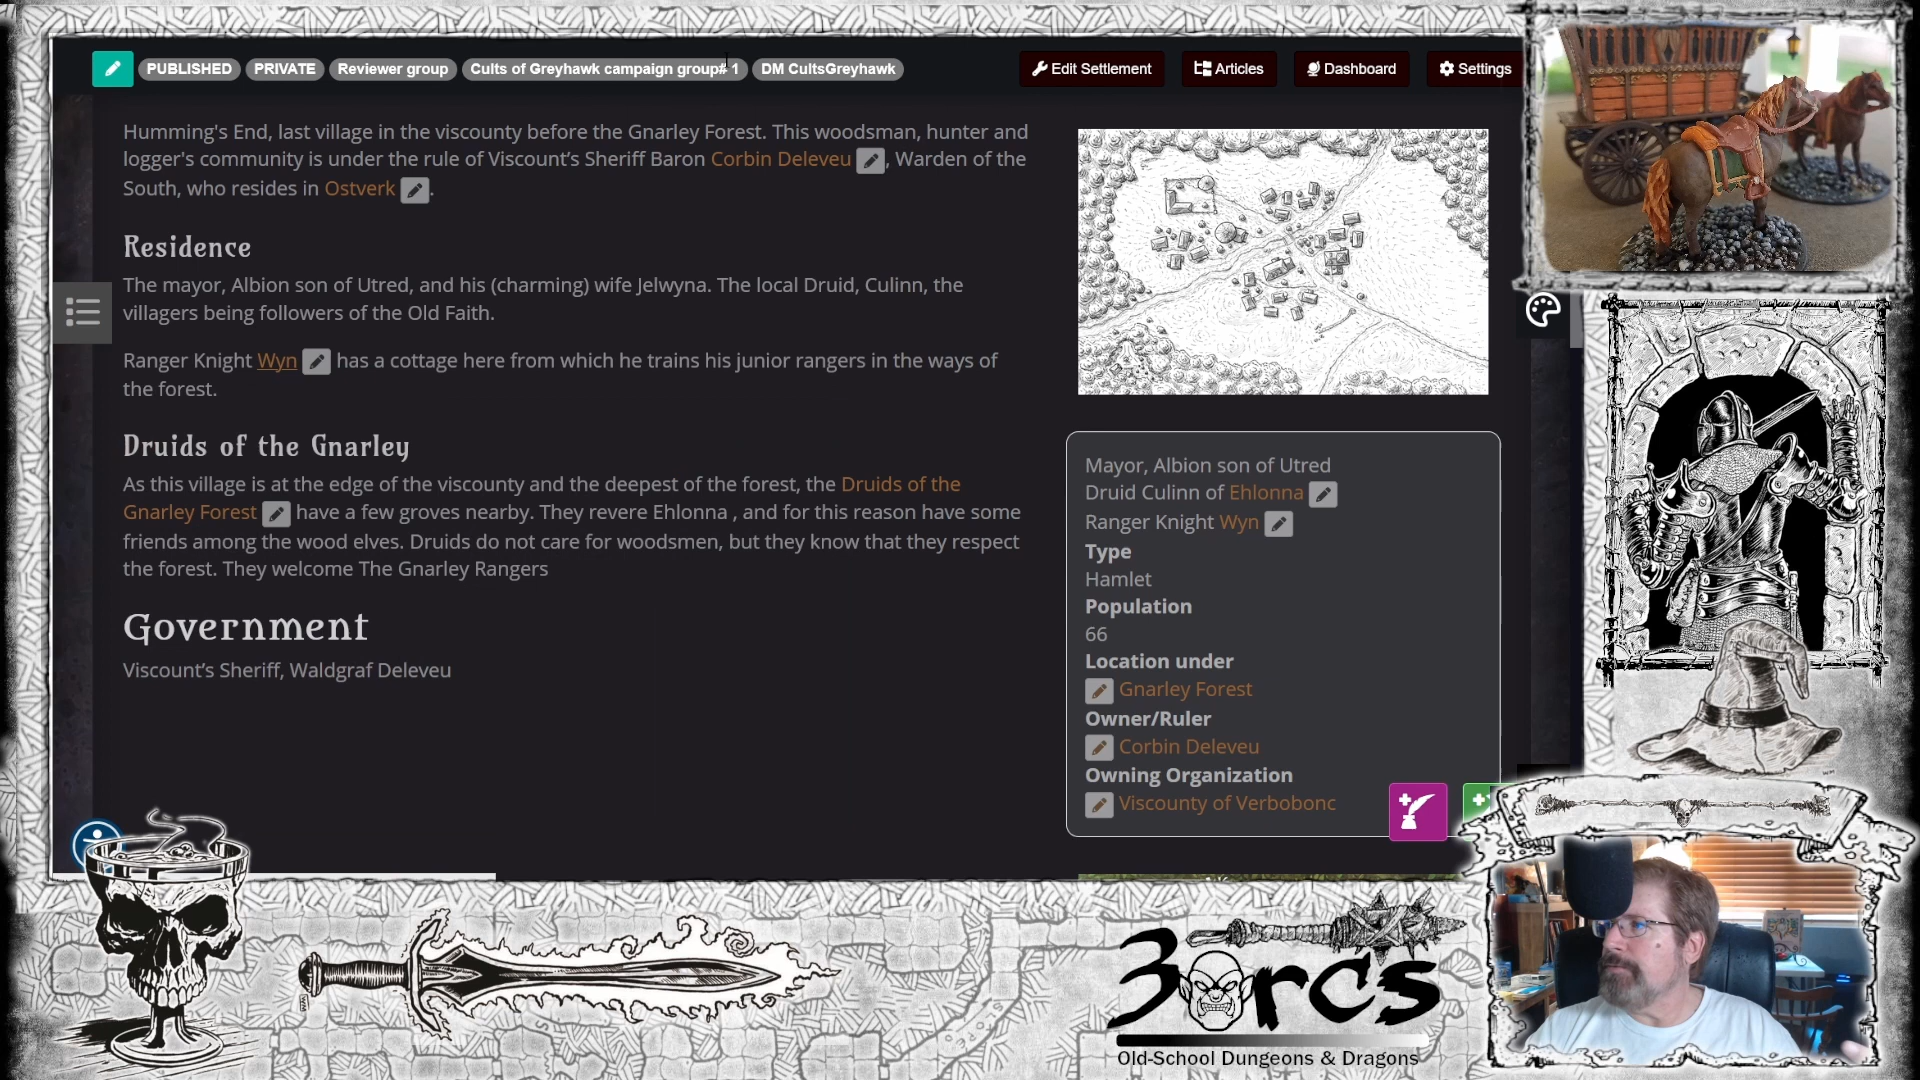 PUBLISHED PRIVATE Reviewer group Cults of Greyhawk campaign group# 1 DM CultsGreyhawk Edit Settlement Articles Dashboard Settings
Humming's End, last village in the viscounty before the Gnarley Forest. This woodsman, hunter and
logger's community is under the rule of Viscount's Sheriff Baron Corbin Deleveu , Warden of the
South, who resides in Ostverk .
Residence
The mayor, Albion son of Utred, and his (charming) wife Jelwyna. The local Druid, Culinn, the
villagers being followers of the Old Faith.
Ranger Knight Wyn has a cottage here from which he trains his junior rangers in the ways of
the forest.
Druids of the Gnarley
As this village is at the edge of the viscounty and the deepest of the forest, the Druids of the
Gnarley Forest have a few groves nearby. They revere Ehlonna , and for this reason have some
friends among the wood elves. Druids do not care for woodsmen, but they know that they respect
the forest. They welcome The Gnarley Rangers
Government
Viscount's Sheriff, Waldgraf Deleveu
Mayor, Albion son of Utred
Druid Culinn of Ehlonna
Ranger Knight Wyn
Type
Hamlet
Population
66
Location under
Gnarley Forest
Owner/Ruler
Corbin Deleveu
Owning Organization
Viscounty of Verbobonc
3 orcs
Old-School Dungeons & Dragons